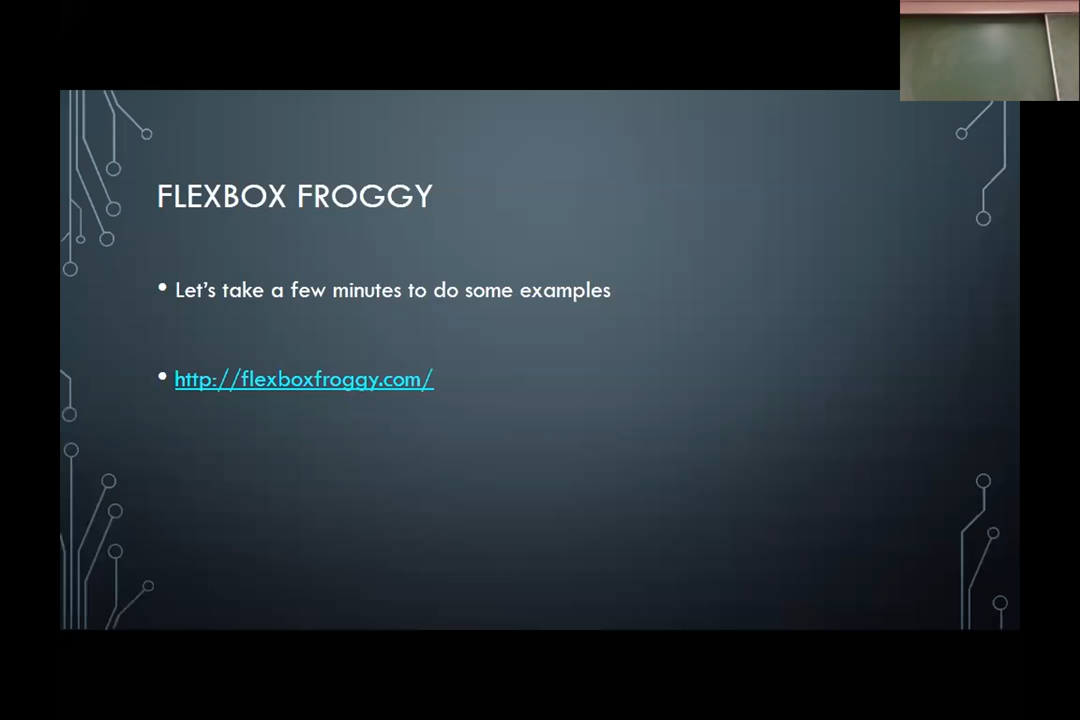 FLEXBOX FROGGY
• Let's take a few minutes to do some examples
• http://flexboxfroggy.com/